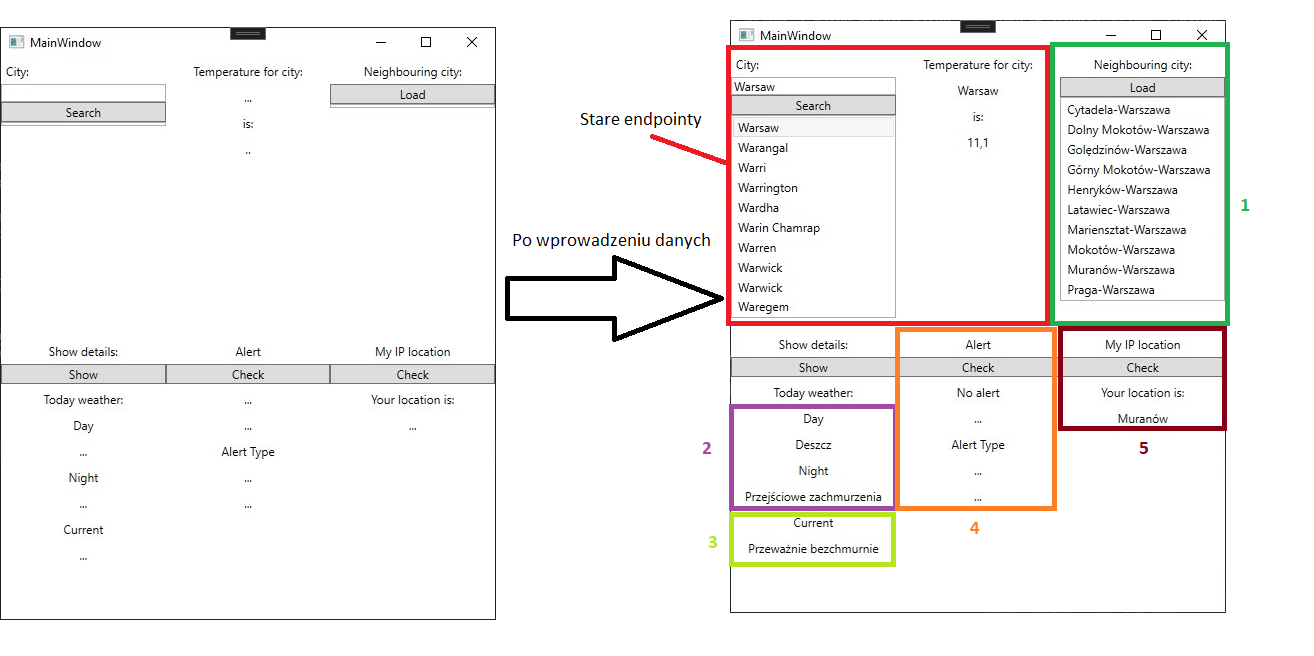 MainWindow
City:
Temperature for city:
Neighbouring city:
...
Load
Search
is:
..
Show details:
Alert
My IP location
Show
Check
Check
Today weather:
...
Your location is:
Day
...
...
...
Alert Type
Night
...
...
...
Current
...
Stare endpointy
Po wprowadzeniu danych
MainWindow
City:
Temperature for city:
Warsaw
Warsaw
Search
is:
Warsaw
11,1
Warangal
Warri
Warrington
Wardha
Warin Chamrap
Warren
Warwick
Warwick
Waregem
Neighbouring city:
Load
Cytadela-Warszawa
Dolny Mokotów-Warszawa
Golędzinów-Warszawa
Górny Mokotów-Warszawa
Henryków-Warszawa
Latawiec-Warszawa
Mariensztat-Warszawa
Mokotów-Warszawa
Muranów-Warszawa
Praga-Warszawa
1
Show details:
Show
Today weather:
Day
Deszcz
Night
Przejściowe zachmurzenia
2
Current
Przeważnie bezchmurnie
3
Alert
Check
No alert
...
Alert Type
...
...
4
My IP location
Check
Your location is:
Muranów
5